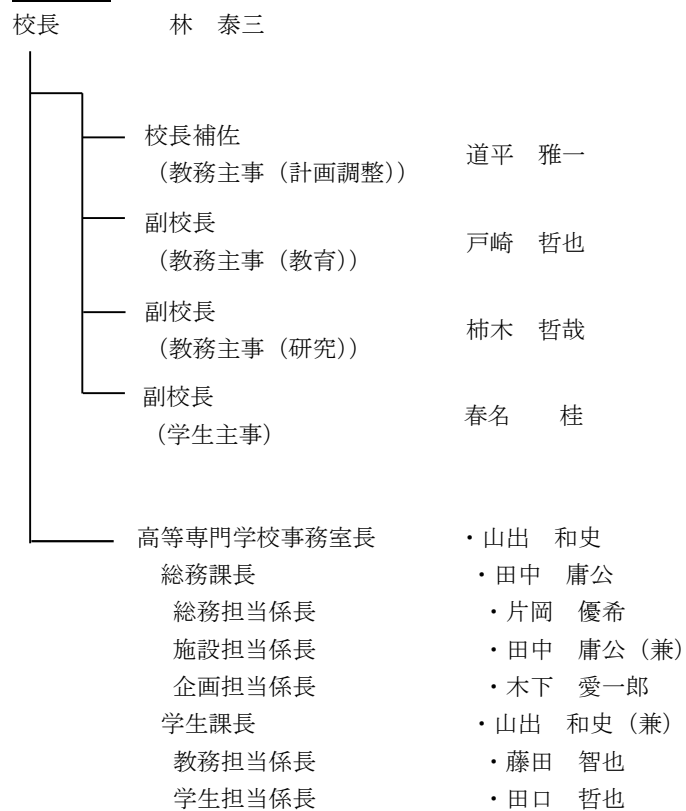 校長　林　泰三
校長補佐
（教務主事（計画調整））　道平　雅一
副校長
（教務主事（教育））　戸崎　哲也
副校長
（教務主事（研究））　柿木　哲哉
副校長
（学生主事）　春名　桂
高等専門学校事務室長　・山出　和史
総務課長　・田中　庸公
総務担当係長　・片岡　優希
施設担当係長　・田中　庸公（兼）
企画担当係長　・木下　愛一郎
学生課長　・山出　和史（兼）
教務担当係長　・藤田　智也
学生担当係長　・田口　哲也